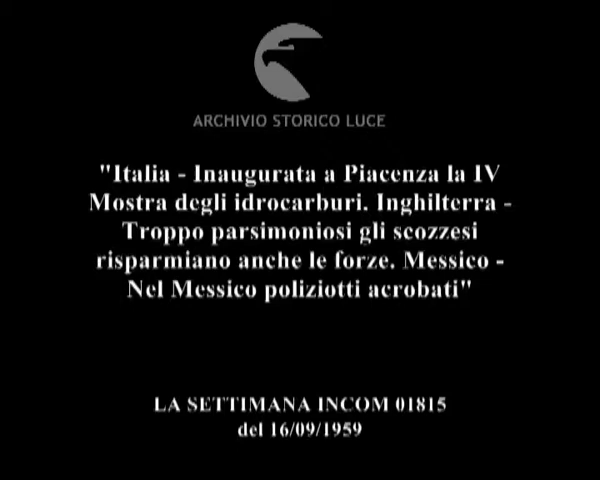 ARCHIVIO STORICO LUCE
"Italia - Inaugurata a Piacenza la IV
Mostra degli idrocarburi. Inghilterra -
Troppo parsimoniosi gli scozzesi
risparmiano anche le forze. Messico -
Nel Messico poliziotti acrobati"
LA SETTIMANA INCOM 01815
del 16/09/1959